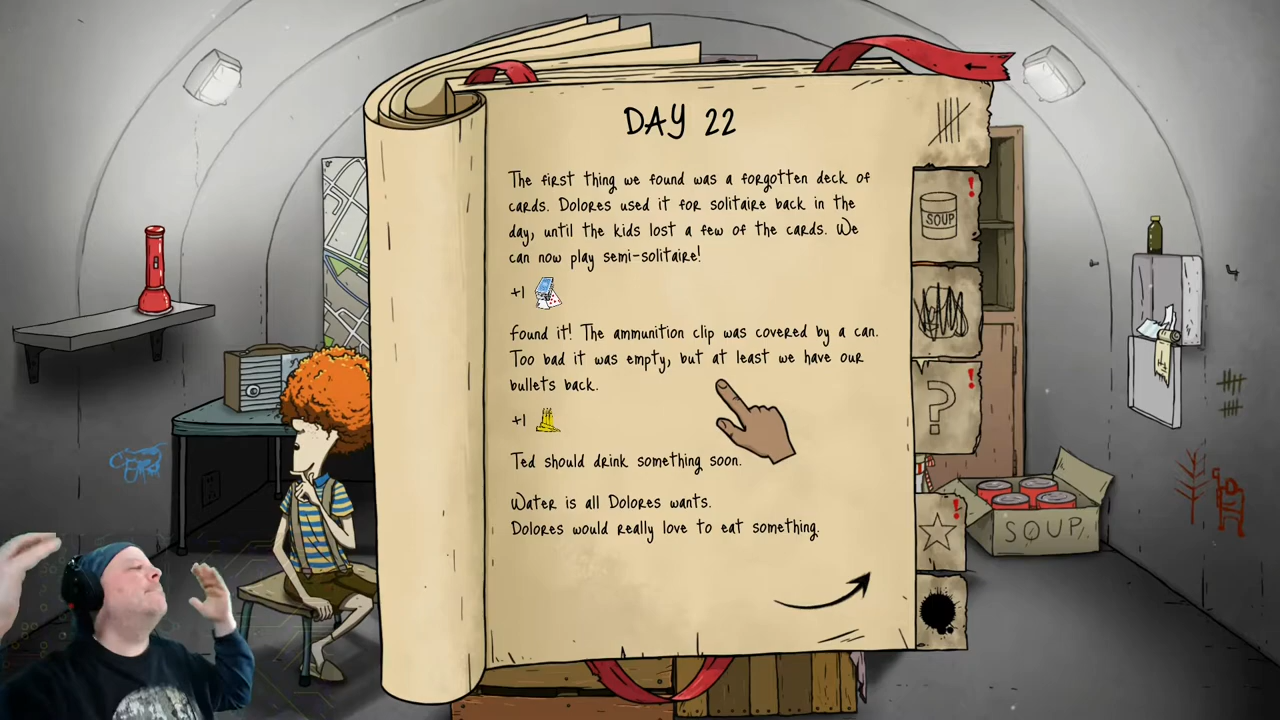 DAY 22
The first thing we found was a forgotten deck of
cards. Dolores used it for solitaire back in the
day, until the kids lost a few of the cards. We
can now play semi-solitaire!
+1
found it! The ammunition clip was covered by a can.
Too bad it was empty, but at least we have our
bullets back.
+1
Ted should drink something soon.
Water is all Dolores wants.
Dolores would really love to eat something.
!
SOUP
!
?
!
SOUP